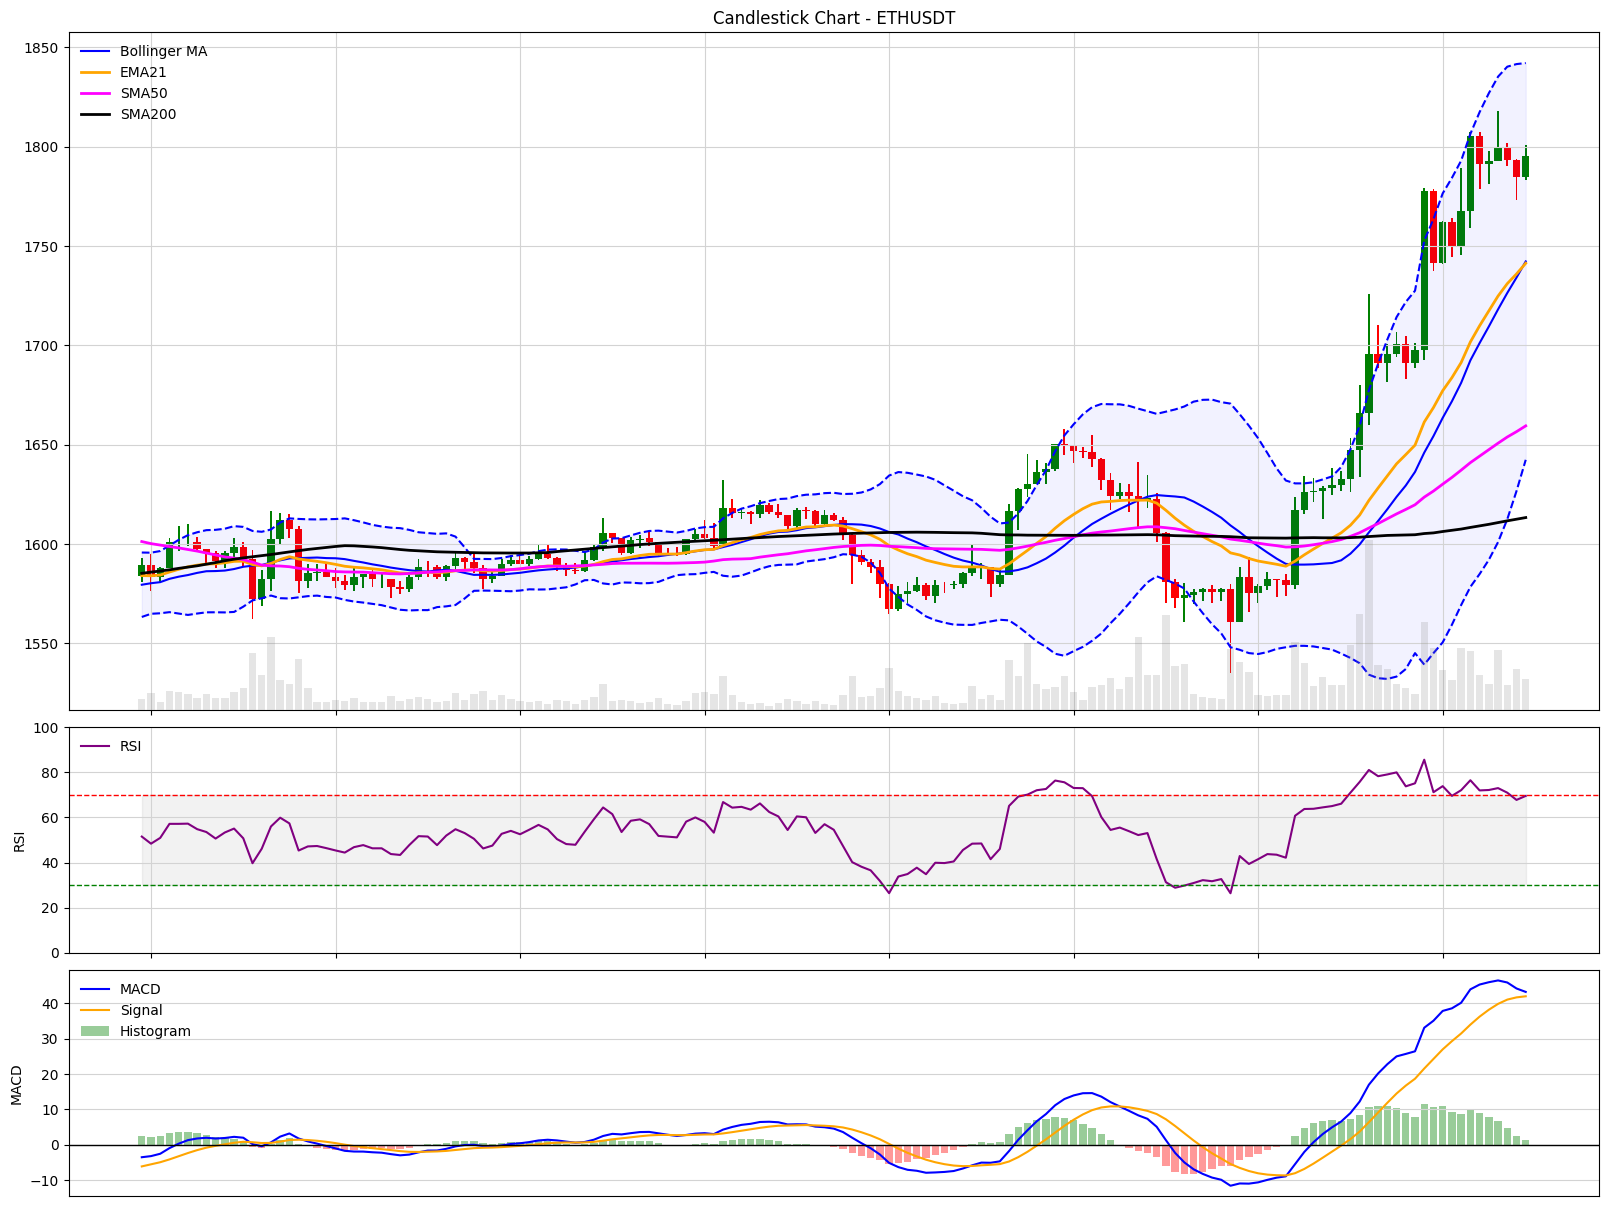 Candlestick Chart - ETHUSDT
Bollinger MA
EMA21
SMA50
SMA200
1850
1800
1750
1700
1650
1600
1550
RSI
RSI
100
80
60
40
20
0
MACD
Signal
Histogram
MACD
40
30
20
10
0
−10